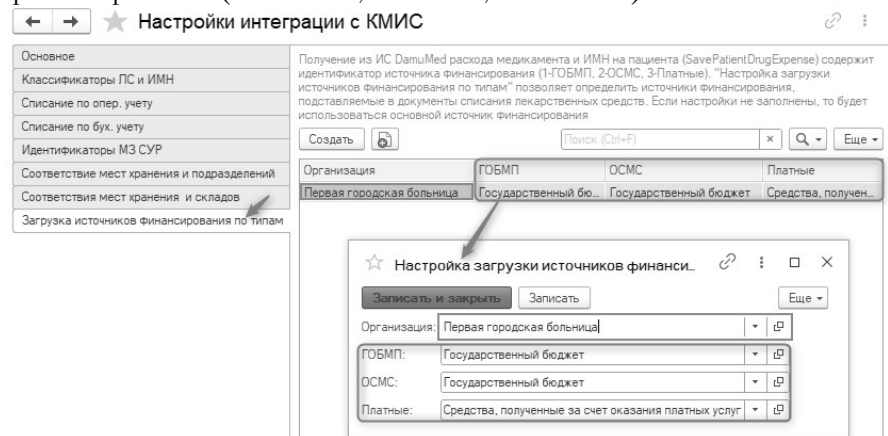 Настройки интеграции с КМИС
Основное
Классификаторы ЛС и ИМН
Списание по опер. учету
Списание по бух. учету
Идентификаторы МЗ СУР
Соответствие мест хранения и подразделений
Соответствия мест хранения и складов
Загрузка источников финансирования по типам
Получение из ИС DamuMed расхода медикамента и ИМН на пациента (SavePatientDrugExpense) содержит
идентификатор источника финансирования (1-ГОБМП, 2-ОСМС, 3-Платные). "Настройка загрузки
источников финансирования по типам" позволяет определить источники финансирования,
подставляемые в документы списания лекарственных средств. Если настройки не заполнены, то будет
использоваться основной источник финансирования
Создать Поиск (Ctrl+F) × Еще
Организация ГОБМП ОСМС Платные
Первая городская больница Государственный бю... Государственный бюджет Средства, получен...
Настройка загрузки источников финанси...
Записать и закрыть Записать Еще
Организация: Первая городская больница
ГОБМП: Государственный бюджет
ОСМС: Государственный бюджет
Платные: Средства, полученные за счет оказания платных услуг